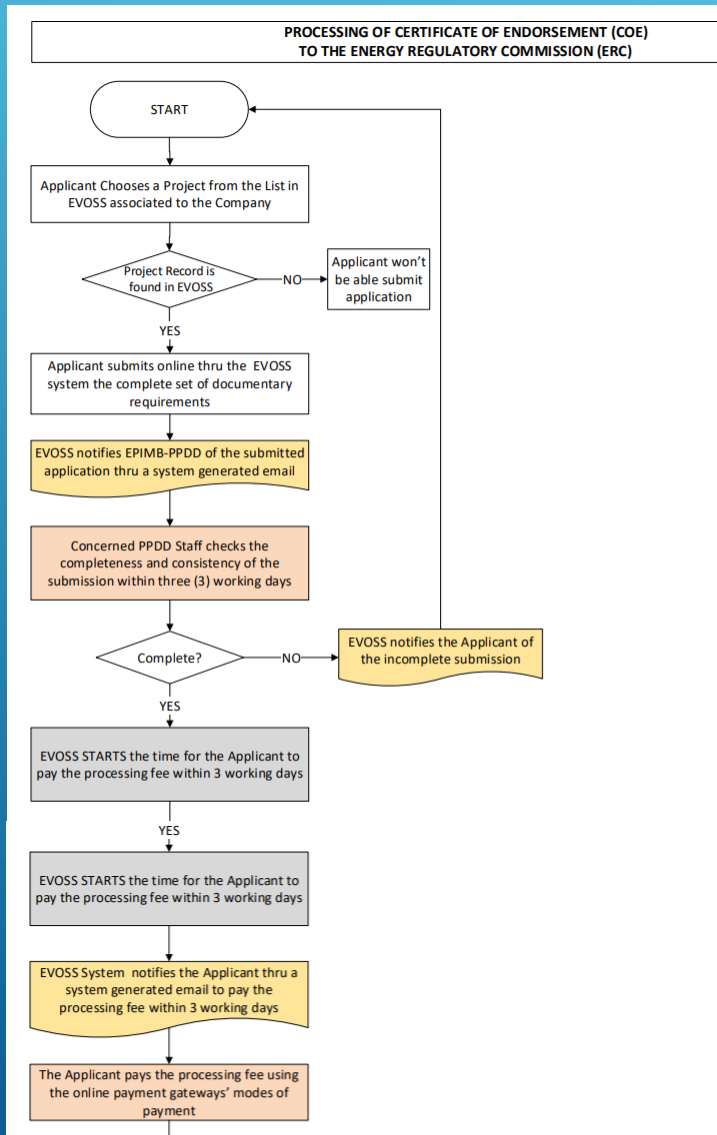 PROCESSING OF CERTIFICATE OF ENDORSEMENT (COE)
TO THE ENERGY REGULATORY COMMISSION (ERC)
START
Applicant Chooses a Project from the List in
EVOSS associated to the Company
Project Record is
found in EVOSS
NO
Applicant won't
be able submit
application
YES
Applicant submits online thru the EVOSS
system the complete set of documentary
requirements
EVOSS notifies EPIMB-PPDD of the submitted
application thru a system generated email
Concerned PPDD Staff checks the
completeness and consistency of the
submission within three (3) working days
Complete?
NO
EVOSS notifies the Applicant of
the incomplete submission
YES
EVOSS STARTS the time for the Applicant to
pay the processing fee within 3 working days
YES
EVOSS STARTS the time for the Applicant to
pay the processing fee within 3 working days
EVOSS System notifies the Applicant thru a
system generated email to pay the
processing fee within 3 working days
The Applicant pays the processing fee using
the online payment gateways' modes of
payment